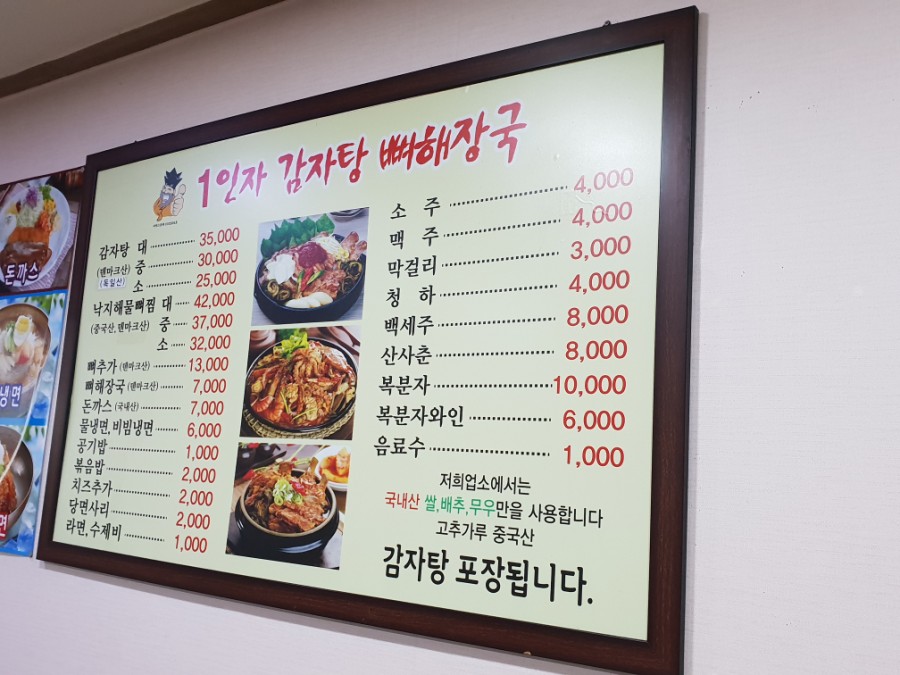 1인자 감자탕 뼈해장국
감자탕 대 35,000
(덴마크산) 중 30,000
(독일산) 소 25,000
낙지해물뼈찜 대 42,000
(중국산, 덴마크산) 중 37,000
소 32,000
뼈추가 (덴마크산) 13,000
뼈해장국 (덴마크산) 7,000
돈까스 (국내산) 7,000
물냉면, 비빔냉면 6,000
공기밥 1,000
볶음밥 2,000
치즈추가 2,000
당면사리 2,000
라면, 수제비 1,000
소 주 4,000
맥 주 4,000
막걸리 3,000
청 하 4,000
백세주 8,000
산사춘 8,000
복분자 10,000
복분자와인 6,000
음료수 1,000
저희업소에서는
국내산 쌀,배추,무우만을 사용합니다
고추가루 중국산
감자탕 포장됩니다.
돈까스
냉면
면